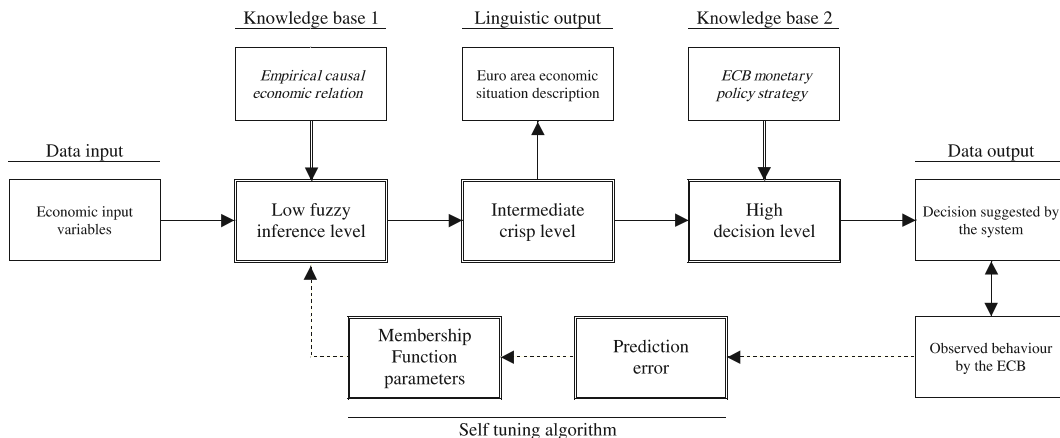 Knowledge base 1
Linguistic output
Knowledge base 2
Empirical causal
economic relation
Euro area economic
situation description
ECB monetary
policy strategy
Data input
Data output
Economic input
variables
Low fuzzy
inference level
Intermediate
crisp level
High
decision level
Decision suggested by
the system
Membership
Function
parameters
Prediction
error
Observed behaviour
by the ECB
Self tuning algorithm